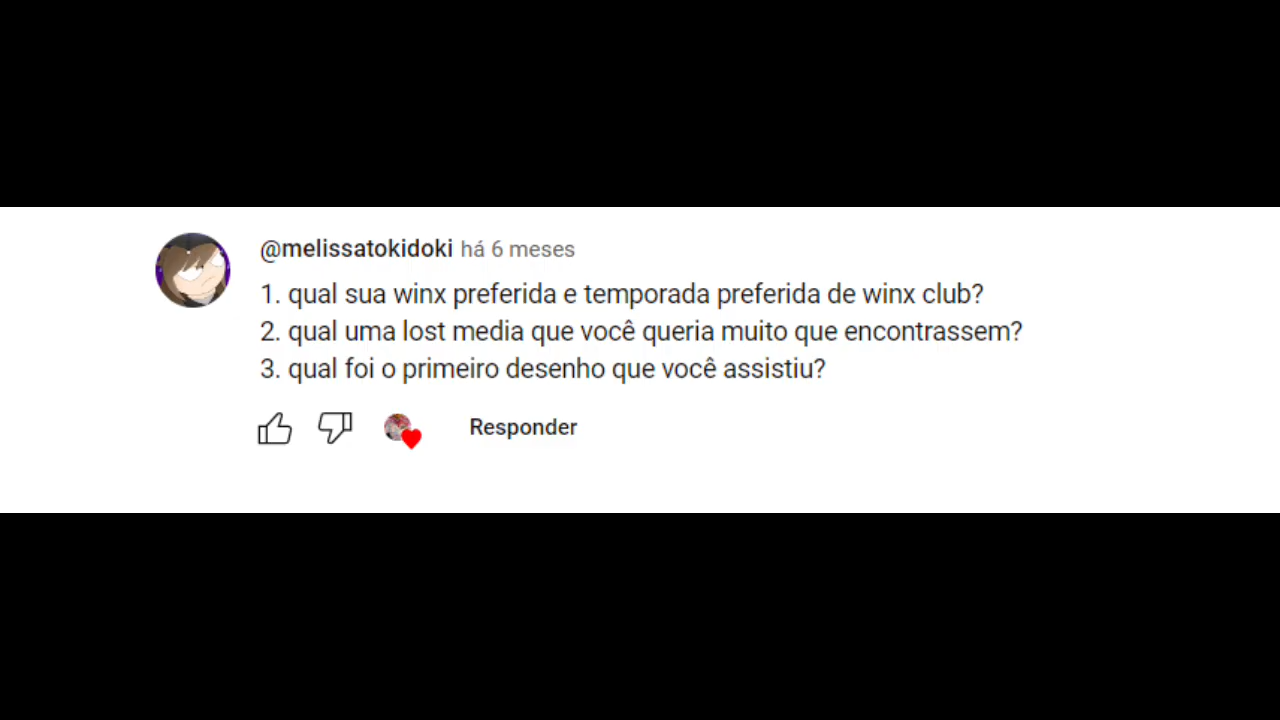 @melissatokidoki há 6 meses
1. qual sua winx preferida e temporada preferida de winx club?
2. qual uma lost media que você queria muito que encontrassem?
3. qual foi o primeiro desenho que você assistiu?
Responder